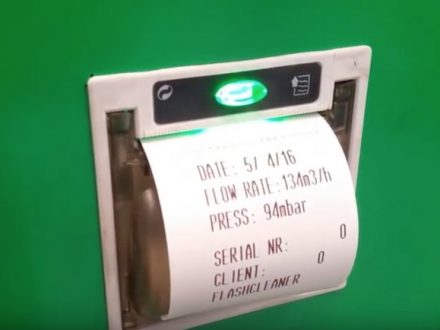 DATE: 5/ 4/16
FLOW RATE:134m3/h
PRESS: 94mbar
SERIAL NR: 0
CLIENT: 0
FLASHCLEANER